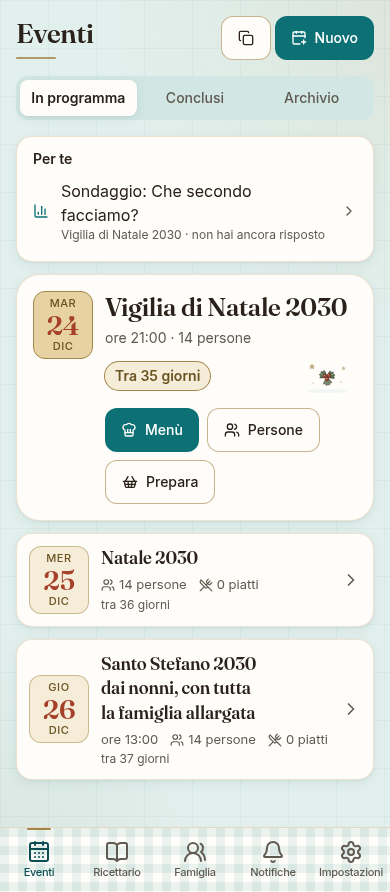 Eventi
Nuovo
In programma
Conclusi
Archivio
Per te
Sondaggio: Che secondo
facciamo?
Vigilia di Natale 2030 · non hai ancora risposto
MAR
24
DIC
Vigilia di Natale 2030
ore 21:00 · 14 persone
Tra 35 giorni
Menù
Persone
Prepara
MER
25
DIC
Natale 2030
14 persone
0 piatti
tra 36 giorni
GIO
26
DIC
Santo Stefano 2030
dai nonni, con tutta
la famiglia allargata
ore 13:00
14 persone
0 piatti
tra 37 giorni
Eventi
Ricettario
Famiglia
Notifiche
Impostazioni